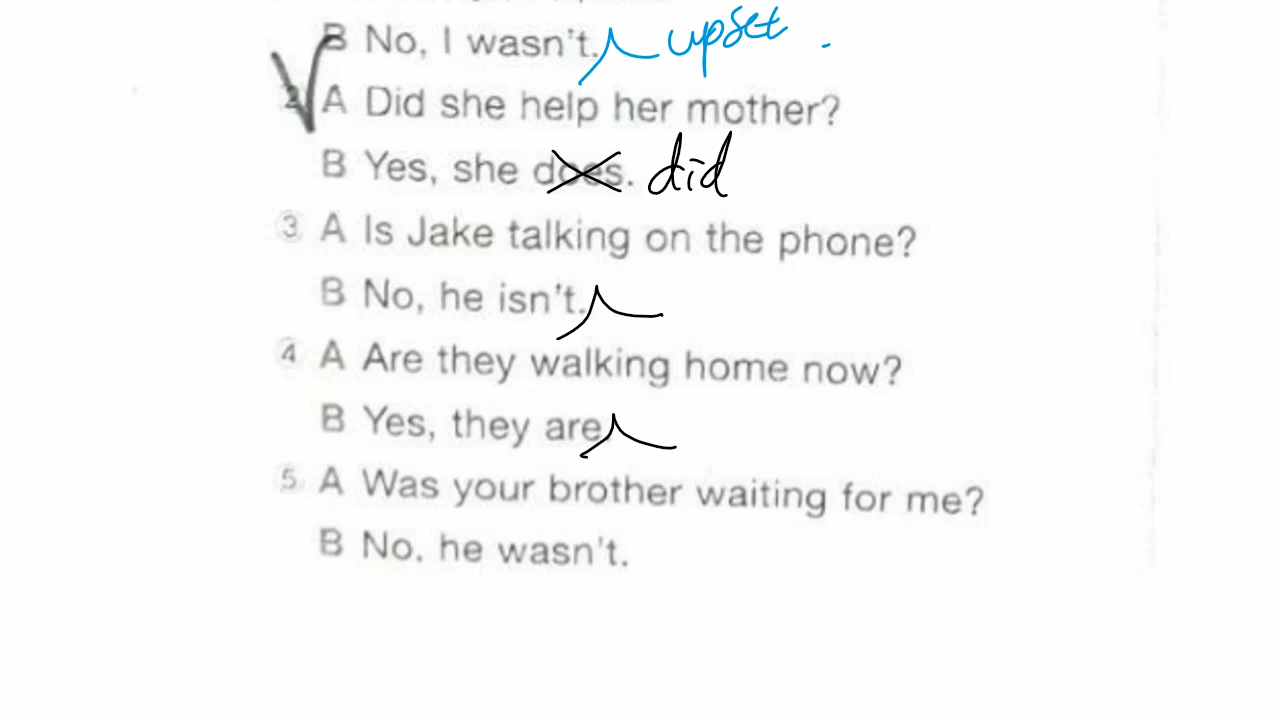 B No, I wasn't. upset.
2 A Did she help her mother?
B Yes, she does. did
3 A Is Jake talking on the phone?
B No, he isn't.
4 A Are they walking home now?
B Yes, they are
5 A Was your brother waiting for me?
B No. he wasn't.